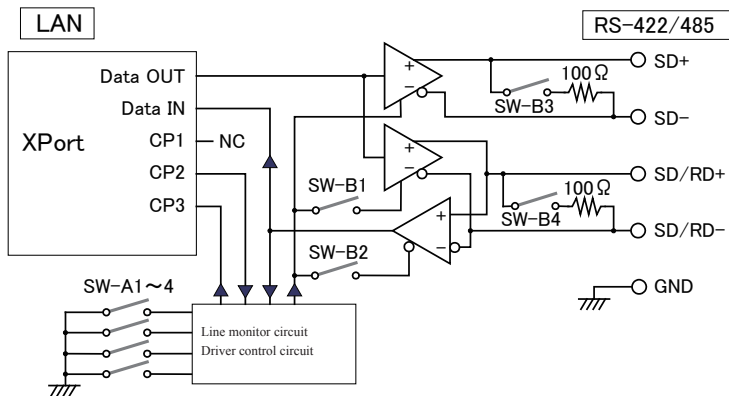 LAN
RS-422/485
XPort
Data OUT
Data IN
CP1
NC
CP2
CP3
+
−
SW-B3
100Ω
SD+
SD-
+
−
SW-B1
SW-B4
100Ω
SD/RD+
SD/RD-
+
−
SW-B2
GND
SW-A1～4
Line monitor circuit
Driver control circuit